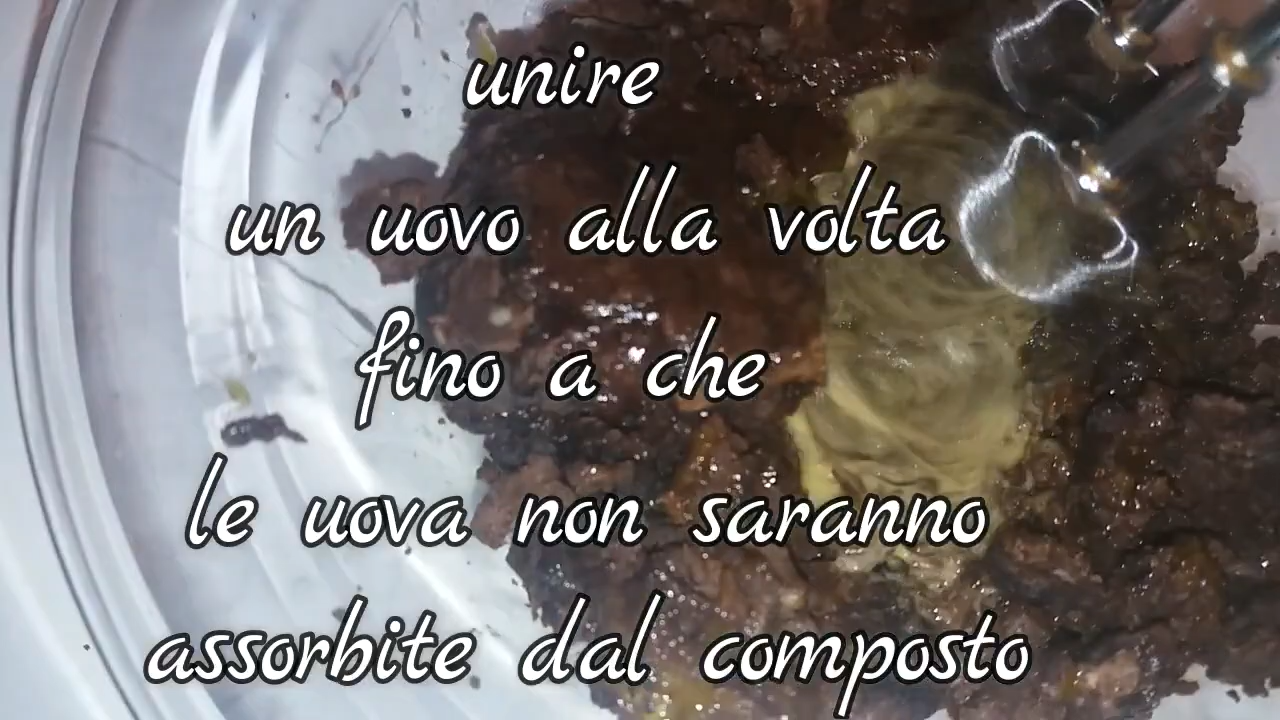 unire
un uovo alla volta
fino a che
le uova non saranno
assorbite dal composto